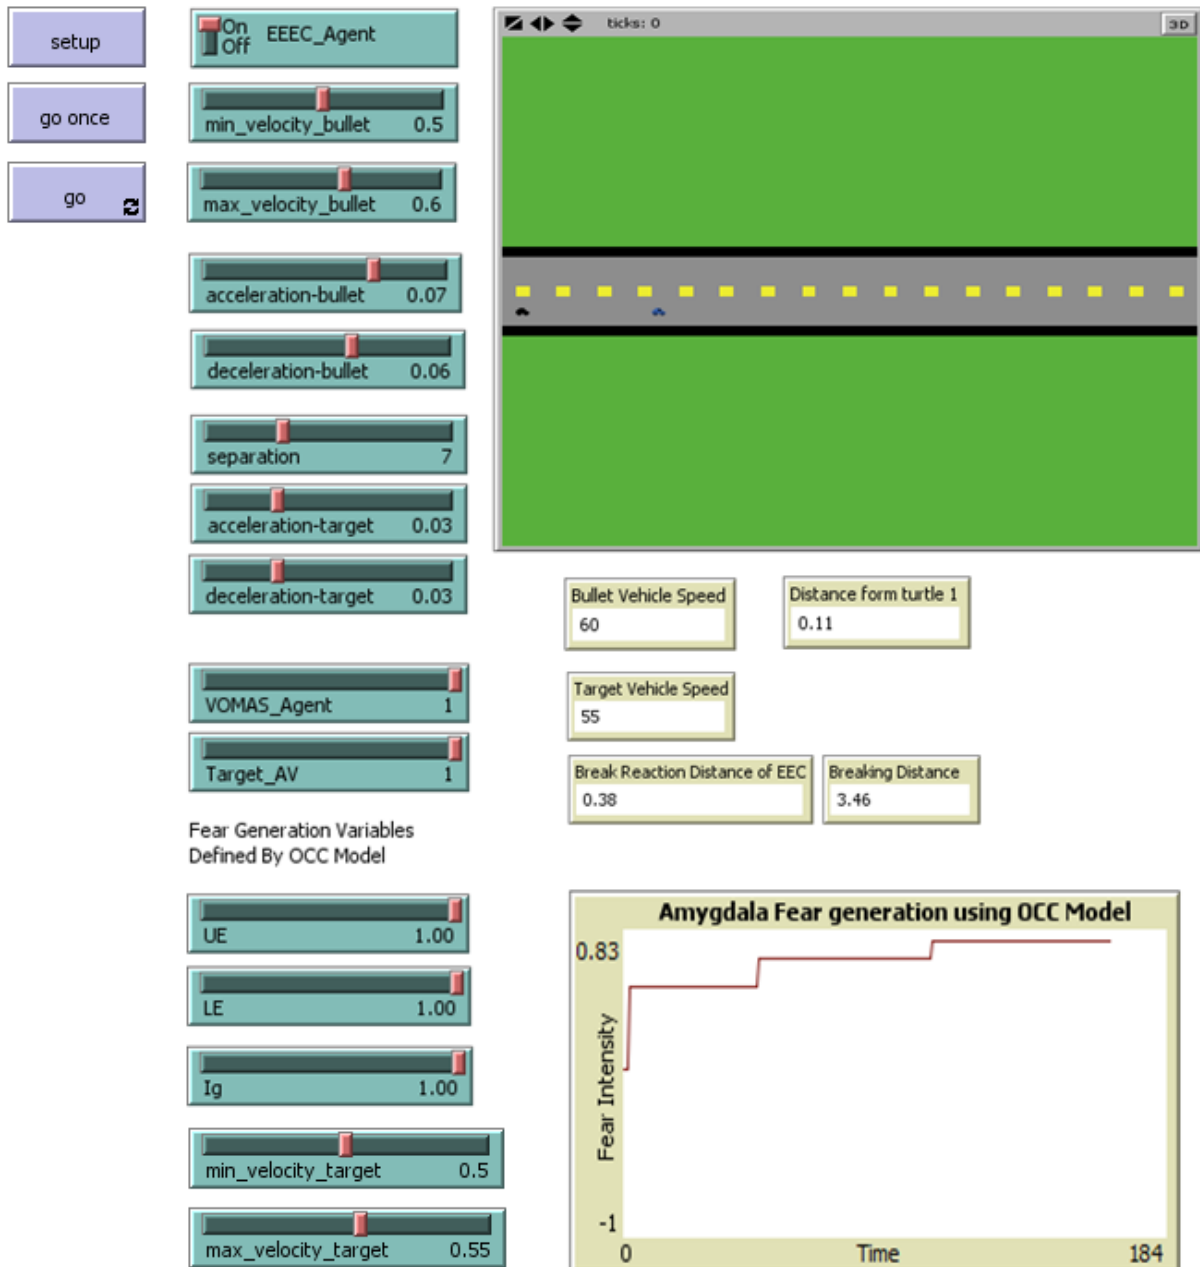 setup
go once
go
On
Off
EEEC_Agent
min_velocity_bullet 0.5
max_velocity_bullet 0.6
acceleration-bullet 0.07
deceleration-bullet 0.06
separation 7
acceleration-target 0.03
deceleration-target 0.03
VOMAS_Agent 1
Target_AV 1
Fear Generation Variables
Defined By OCC Model
UE 1.00
LE 1.00
Ig 1.00
min_velocity_target 0.5
max_velocity_target 0.55
ticks: 0
3D
Bullet Vehicle Speed
60
Distance form turtle 1
0.11
Target Vehicle Speed
55
Break Reaction Distance of EEC
0.38
Breaking Distance
3.46
Amygdala Fear generation using OCC Model
0.83
Fear Intensity
-1
0
Time
184